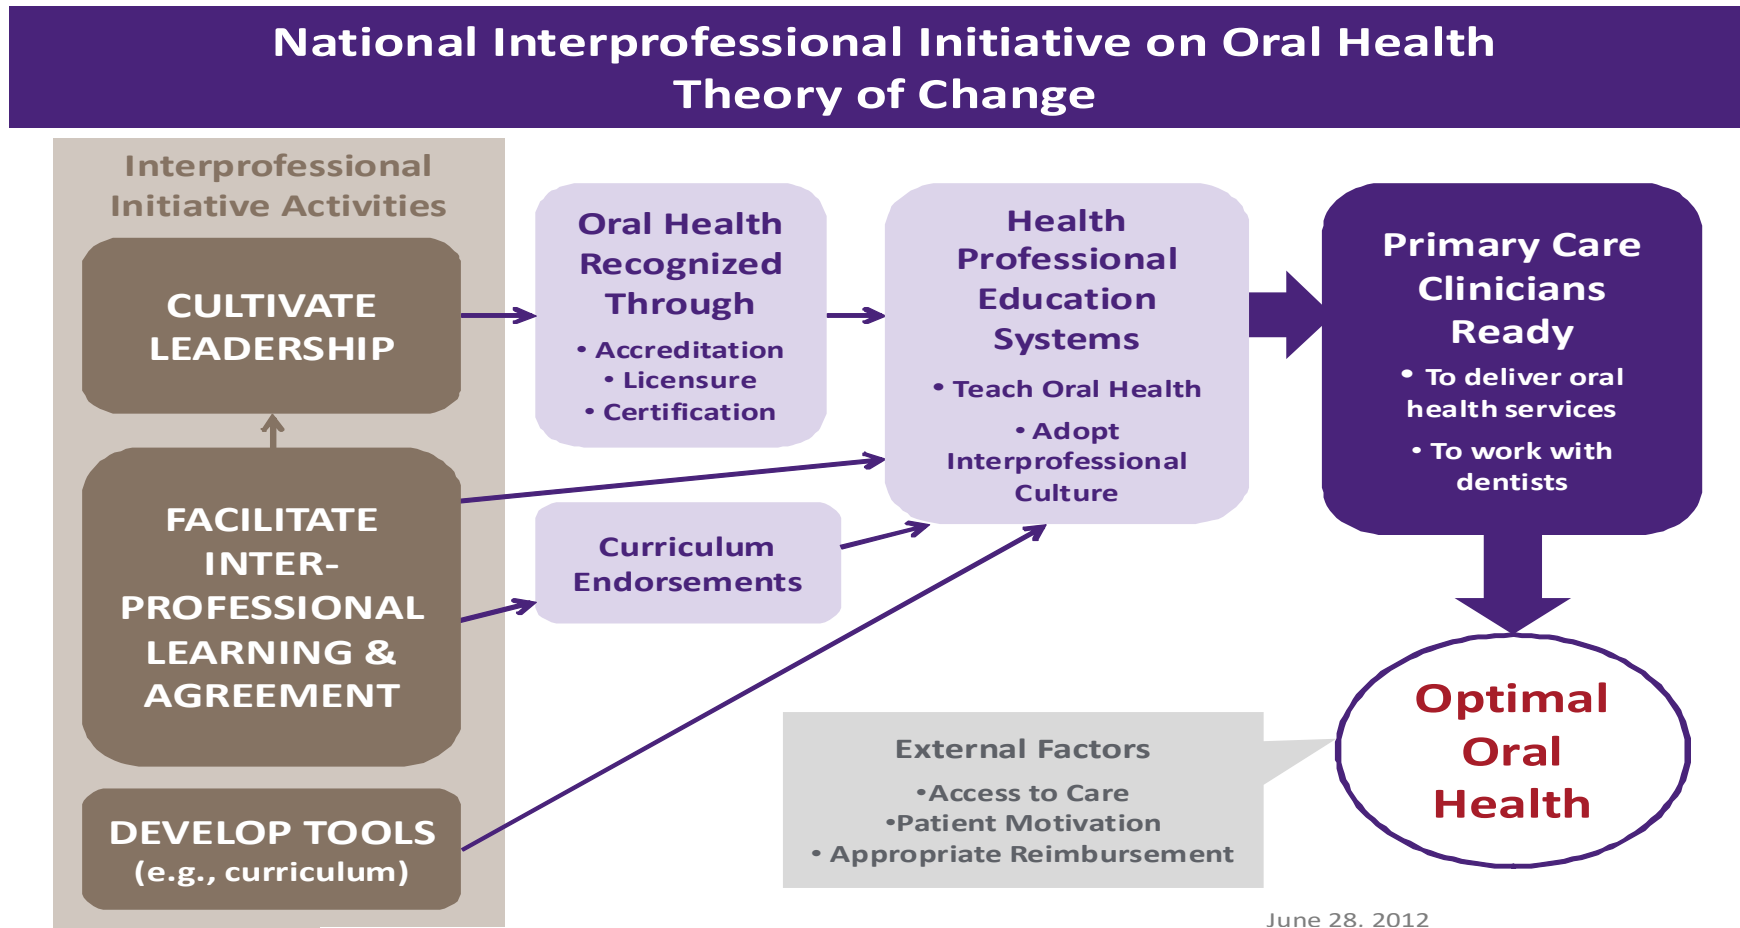 National Interprofessional Initiative on Oral Health
Theory of Change
Interprofessional
Initiative Activities
CULTIVATE
LEADERSHIP
FACILITATE
INTER-
PROFESSIONAL
LEARNING &
AGREEMENT
DEVELOP TOOLS
(e.g., curriculum)
Oral Health
Recognized
Through
• Accreditation
• Licensure
• Certification
Curriculum
Endorsements
Health
Professional
Education
Systems
• Teach Oral Health
• Adopt
Interprofessional
Culture
Primary Care
Clinicians
Ready
• To deliver oral
health services
• To work with
dentists
External Factors
•Access to Care
•Patient Motivation
• Appropriate Reimbursement
Optimal
Oral
Health
June 28, 2012